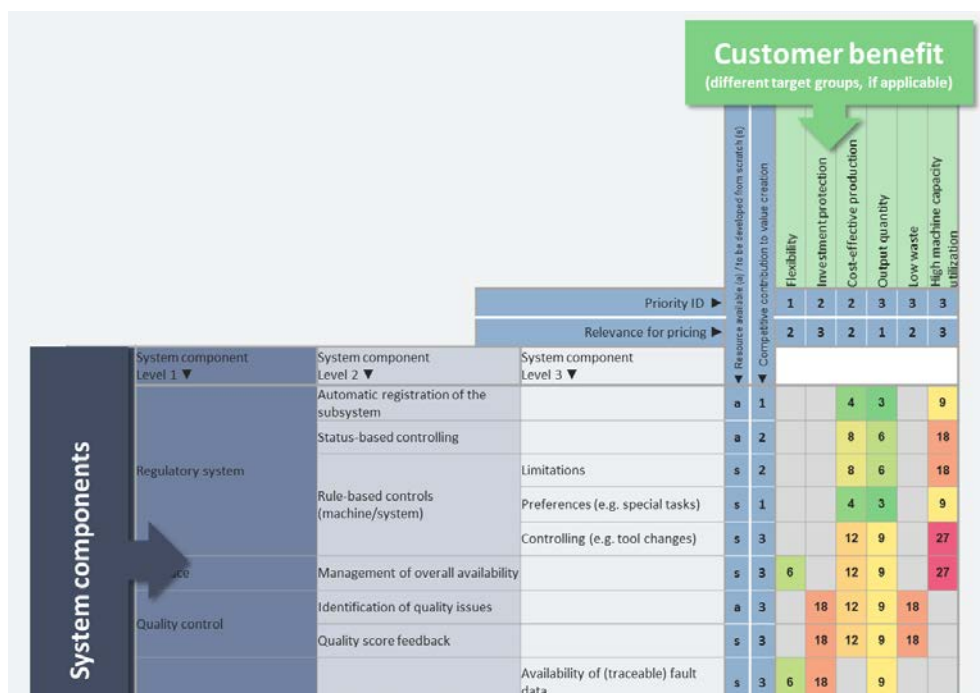 Customer benefit
(different target groups, if applicable)
▼ Resource available (a) / to be developed from scratch (s)
▼ Competitive contribution to value creation
Flexibility
Investment protection
Cost-effective production
Output quantity
Low waste
High machine capacity
utilization
Priority ID ► 1 2 2 3 3 3
Relevance for pricing ► 2 3 2 1 2 3
System components
System component
Level 1 ▼
System component
Level 2 ▼
System component
Level 3 ▼
Regulatory system
Automatic registration of the
subsystem
a 1 4 3 9
Status-based controlling
a 2 8 6 18
Rule-based controls
(machine/system)
Limitations
s 2 8 6 18
Preferences (e.g. special tasks)
s 1 4 3 9
Controlling (e.g. tool changes)
s 3 12 9 27
Management of overall availability
s 3 6 12 9 27
Quality control
Identification of quality issues
a 3 18 12 9 18
Quality score feedback
s 3 18 12 9 18
Availability of (traceable) fault
data
s 3 6 18 9